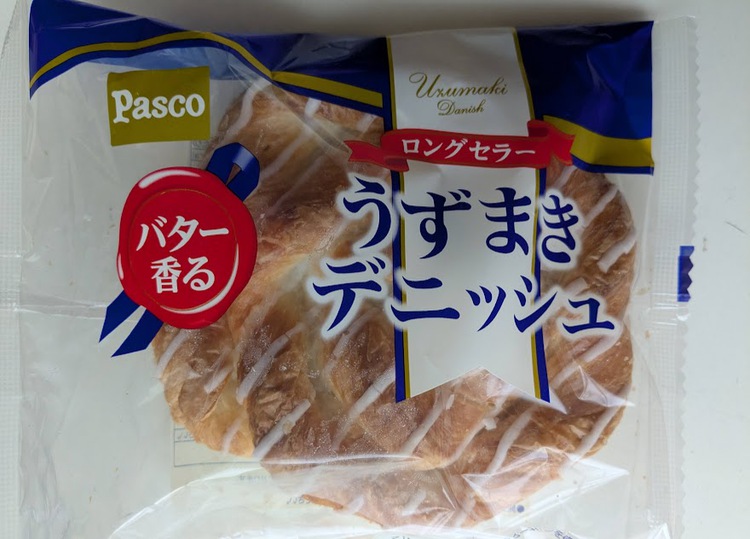 Pasco
Uzumaki
Danish
ロングセラー
うずまき
デニッシュ
バター
香る